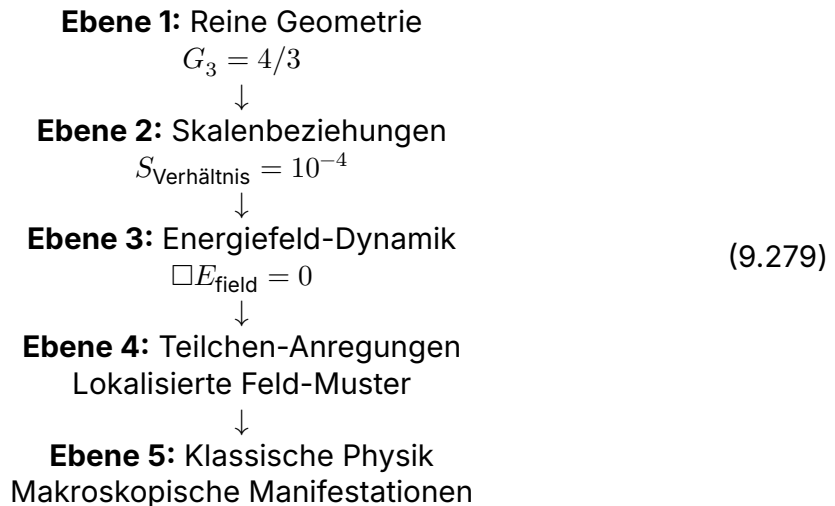 Ebene 1: Reine Geometrie
G₃ = 4/3
↓
Ebene 2: Skalenbeziehungen
S_Verhältnis = 10⁻⁴
↓
Ebene 3: Energiefeld-Dynamik
□E_field = 0
(9.279)
↓
Ebene 4: Teilchen-Anregungen
Lokalisierte Feld-Muster
↓
Ebene 5: Klassische Physik
Makroskopische Manifestationen